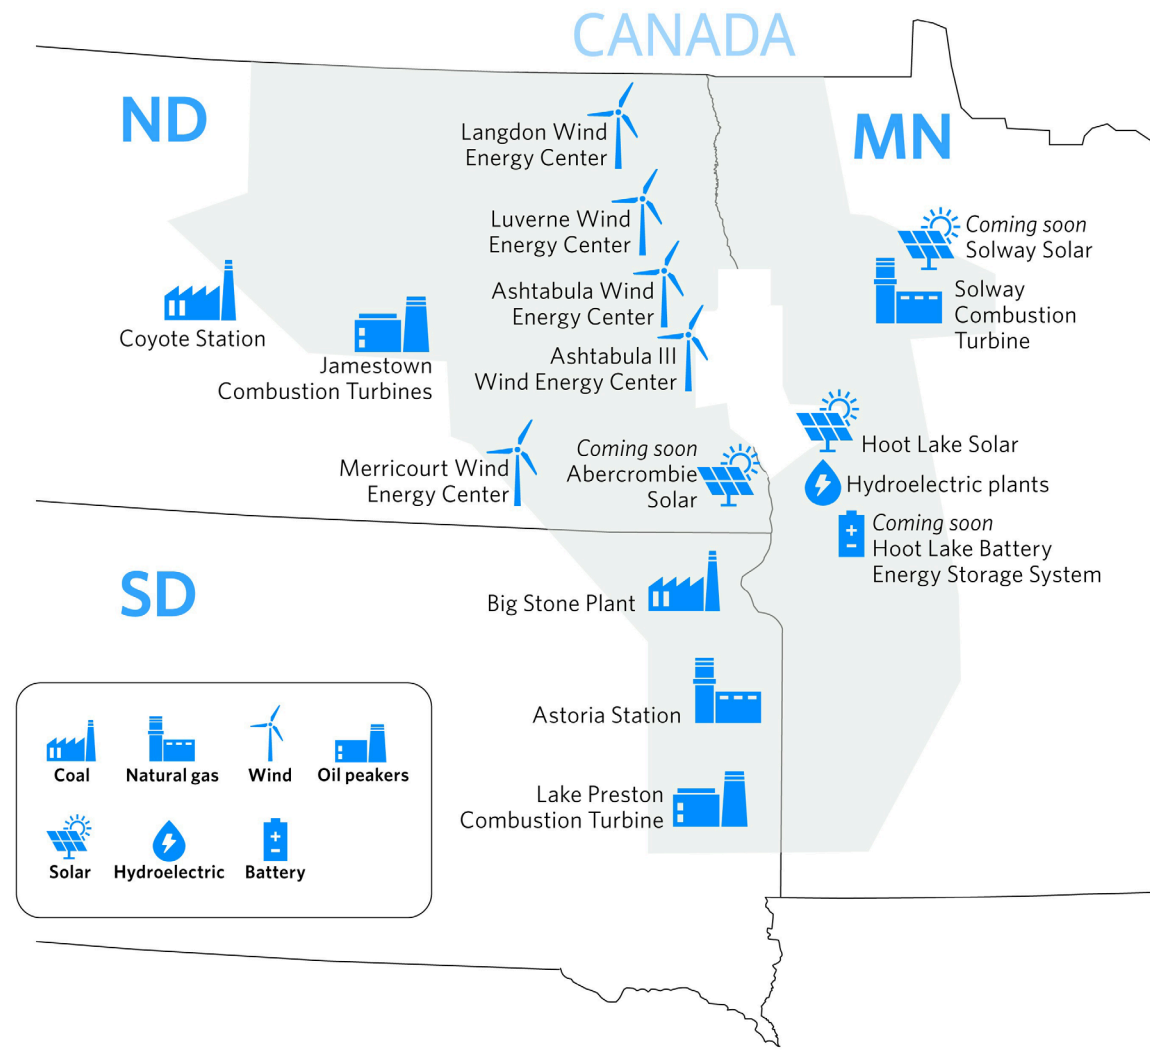 CANADA
ND
MN
Langdon Wind
Energy Center
Luverne Wind
Energy Center
Coming soon
Solway Solar
Ashtabula Wind
Energy Center
Solway
Combustion
Turbine
Coyote Station
Ashtabula III
Wind Energy Center
Jamestown
Combustion Turbines
Coming soon
Abercrombie
Solar
Hoot Lake Solar
Merricourt Wind
Energy Center
Hydroelectric plants
Coming soon
Hoot Lake Battery
Energy Storage System
SD
Big Stone Plant
Astoria Station
Lake Preston
Combustion Turbine
Coal
Natural gas
Wind
Oil peakers
Solar
Hydroelectric
Battery